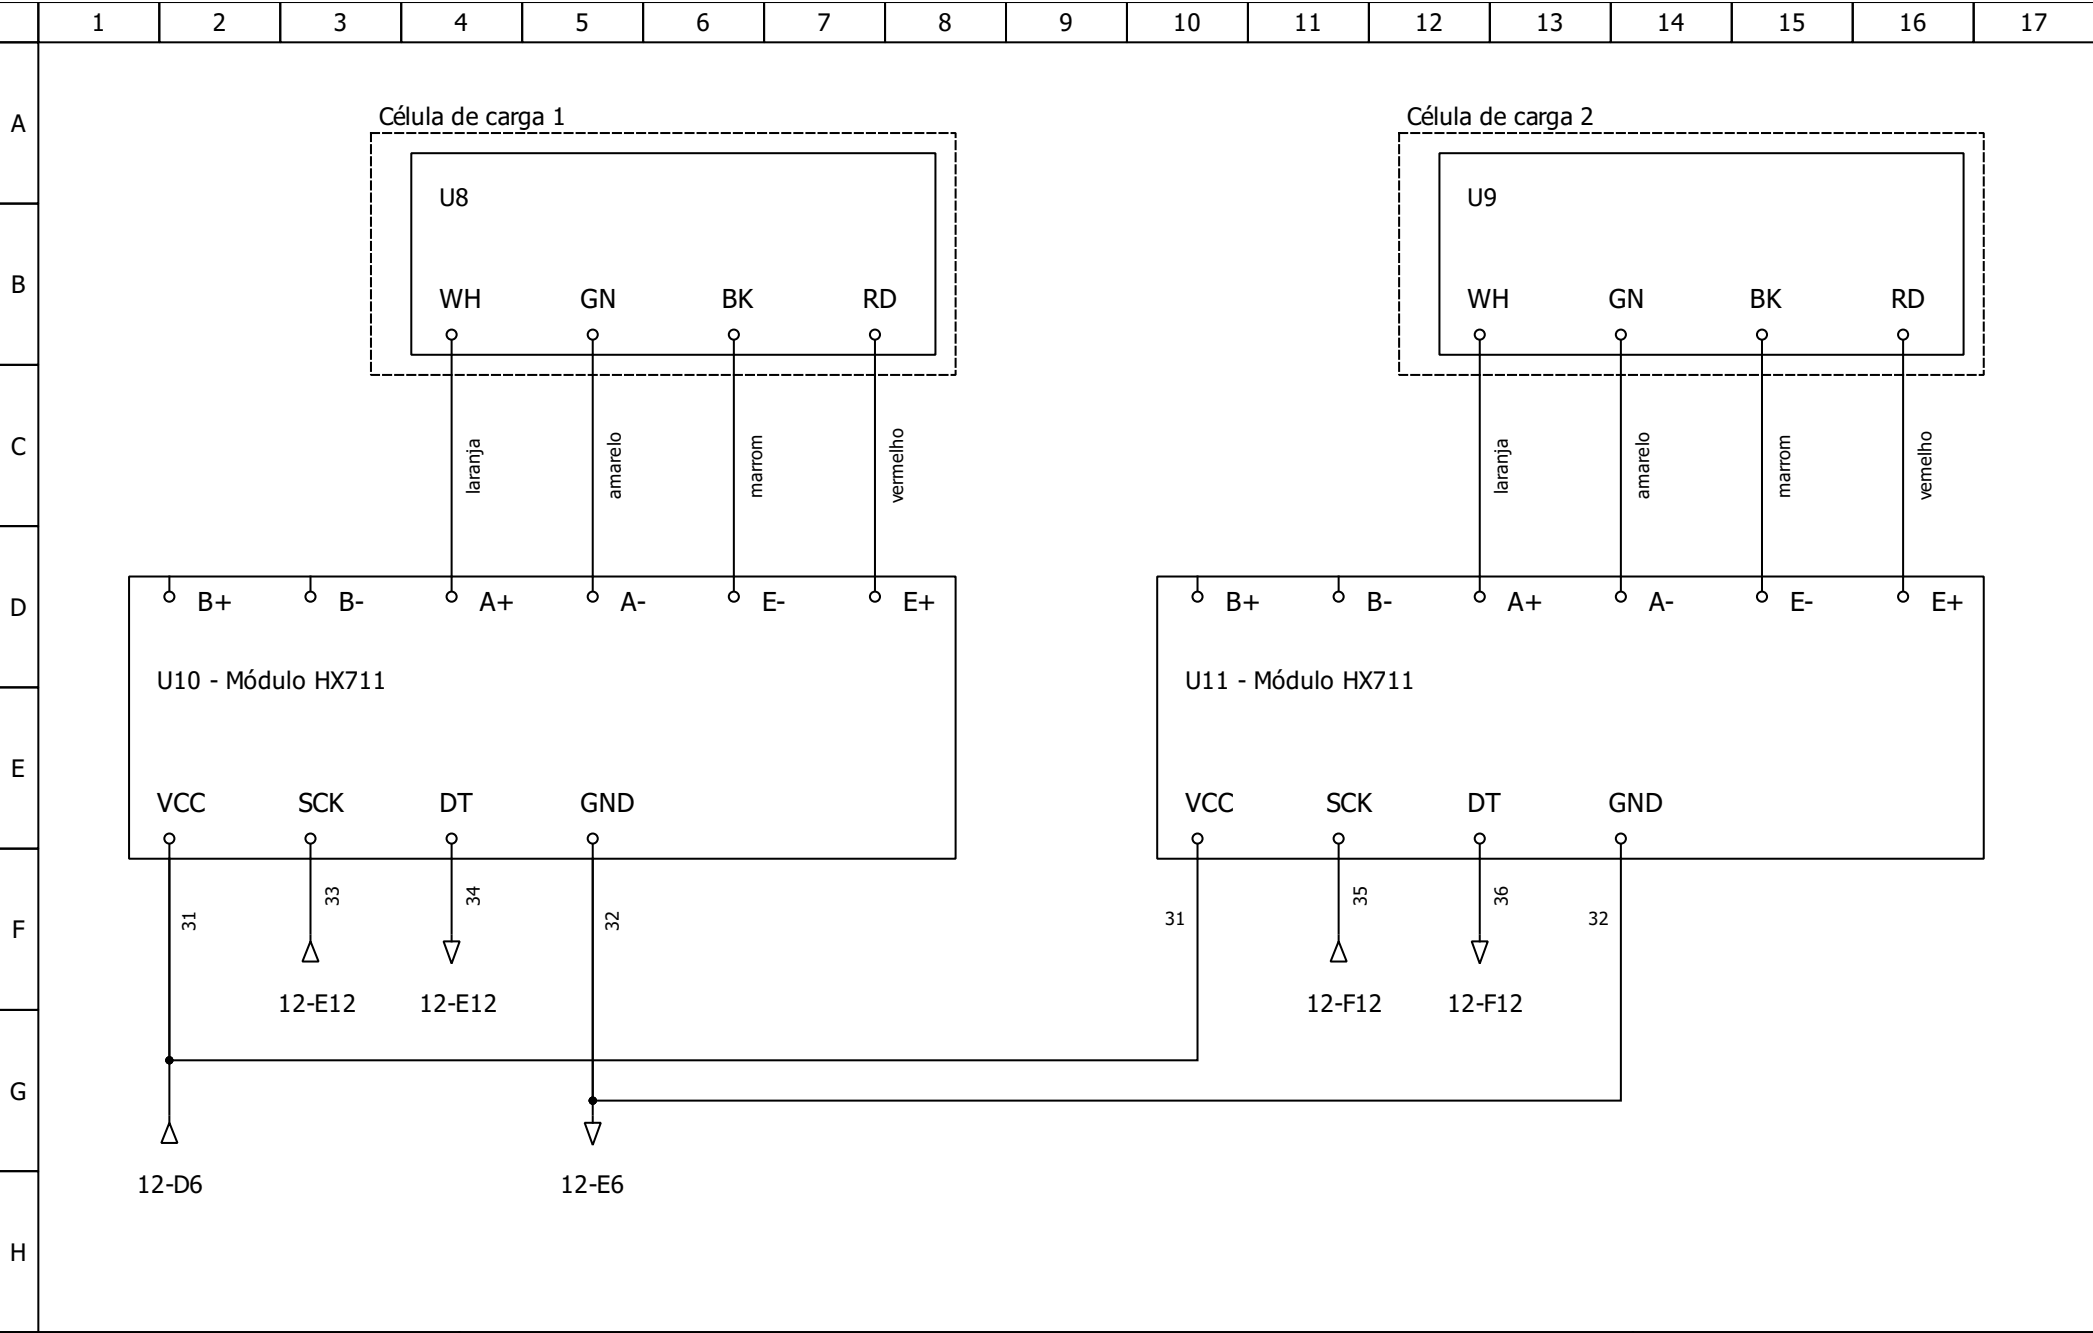 1 2 3 4 5 6 7 8 9 10 11 12 13 14 15 16 17
A
Célula de carga 1 Célula de carga 2
U8 U9
B
WH GN BK RD WH GN BK RD
C
laranja amarelo marrom vermelho laranja amarelo marrom vemelho
D
B+ B- A+ A- E- E+ B+ B- A+ A- E- E+
U10 - Módulo HX711 U11 - Módulo HX711
E
VCC SCK DT GND VCC SCK DT GND
F
31 33 34 32 31 35 36 32
12-E12 12-E12 12-F12 12-F12
G
12-D6 12-E6
H